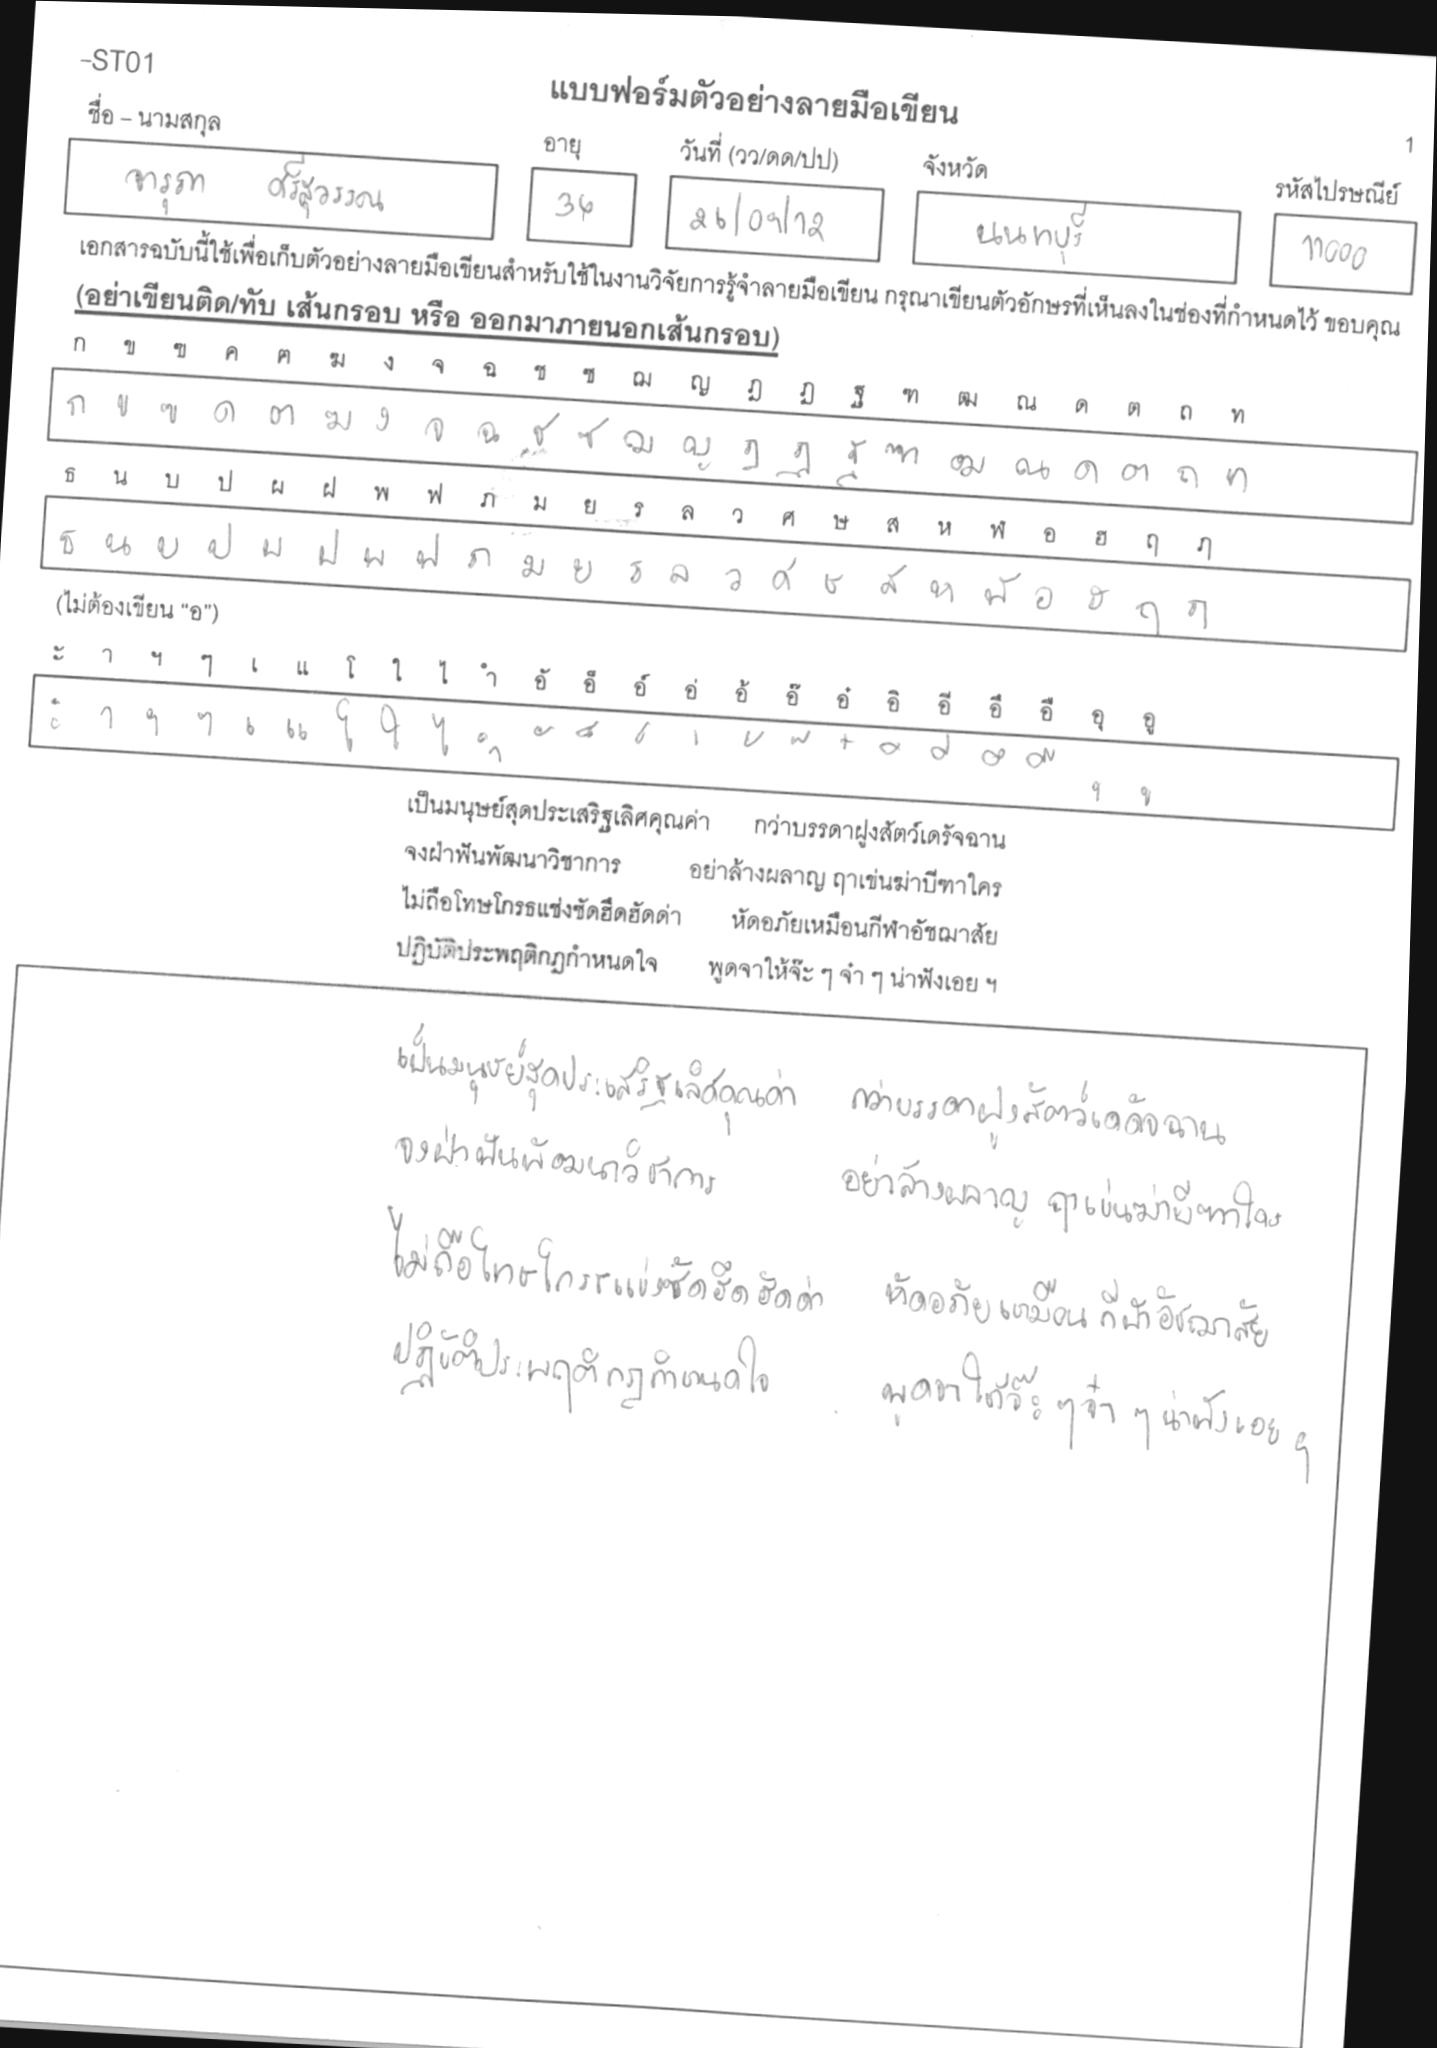 -ST01
แบบฟอร์มตัวอย่างลายมือเขียน
1
ชื่อ – นามสกุล อายุ วันที่ (วว/ดด/ปป) จังหวัด รหัสไปรษณีย์
จารุภา ศรีสุวรรณ 34 26/09/72 นนทบุรี 11000
เอกสารฉบับนี้ใช้เพื่อเก็บตัวอย่างลายมือเขียนสำหรับใช้ในงานวิจัยการรู้จำลายมือเขียน กรุณาเขียนตัวอักษรที่เห็นลงในช่องที่กำหนดไว้ ขอบคุณ
(อย่าเขียนติด/ทับ เส้นกรอบ หรือ ออกมาภายนอกเส้นกรอบ)
ก ข ฃ ค ฅ ฆ ง จ ฉ ช ซ ฌ ญ ฎ ฏ ฐ ฑ ฒ ณ ด ต ถ ท
ก ข ฃ ค ฅ ฆ ง จ ฉ ช ซ ฌ ญ ฎ ฏ ฐ ฑ ฒ ณ ด ต ถ ท
ธ น บ ป ผ ฝ พ ฟ ภ ม ย ร ล ว ศ ษ ส ห ฬ อ ฮ ฤ ฦ
ธ น บ ป ผ ฝ พ ฟ ภ ม ย ร ล ว ศ ษ ส ห ฬ อ ฮ ฤ ฦ
(ไม่ต้องเขียน “อ”)
ะ า ฯ ๆ เ แ โ ใ ไ ำ อั อ็ อ์ อ่ อ้ อ๊ อ๋ อิ อี อึ อื อุ อู
ะ า ฯ ๆ เ แ โ ใ ไ ำ ั ็ ์ ่ ้ ๊ ๋ ิ ี ึ ื ุ ู
เป็นมนุษย์สุดประเสริฐเลิศคุณค่า กว่าบรรดาฝูงสัตว์เดรัจฉาน
จงฝ่าฟันพัฒนาวิชาการ อย่าล้างผลาญ ฤาเข่นฆ่าบีฑาใคร
ไม่ถือโทษโกรธแช่งซัดฮึดฮัดด่า หัดอภัยเหมือนกีฬาอัชฌาสัย
ปฏิบัติประพฤติกฎกำหนดใจ พูดจาให้จ๊ะ ๆ จ๋า ๆ น่าฟังเอย ฯ
เป็นมนุษย์สุดประเสริฐเลิศคุณค่า กว่าบรรดาฝูงสัตว์เดรัจฉาน
จงฝ่าฟันพัฒนาวิชาการ อย่าล้างผลาญ ฤาเข่นฆ่าบีฑาใคร
ไม่ถือโทษโกรธแช่งซัดฮึดฮัดด่า หัดอภัยเหมือนกีฬาอัชฌาสัย
ปฏิบัติประพฤติกฎกำหนดใจ พูดจาให้จ๊ะ ๆ จ๋า ๆ น่าฟังเอย ฯ